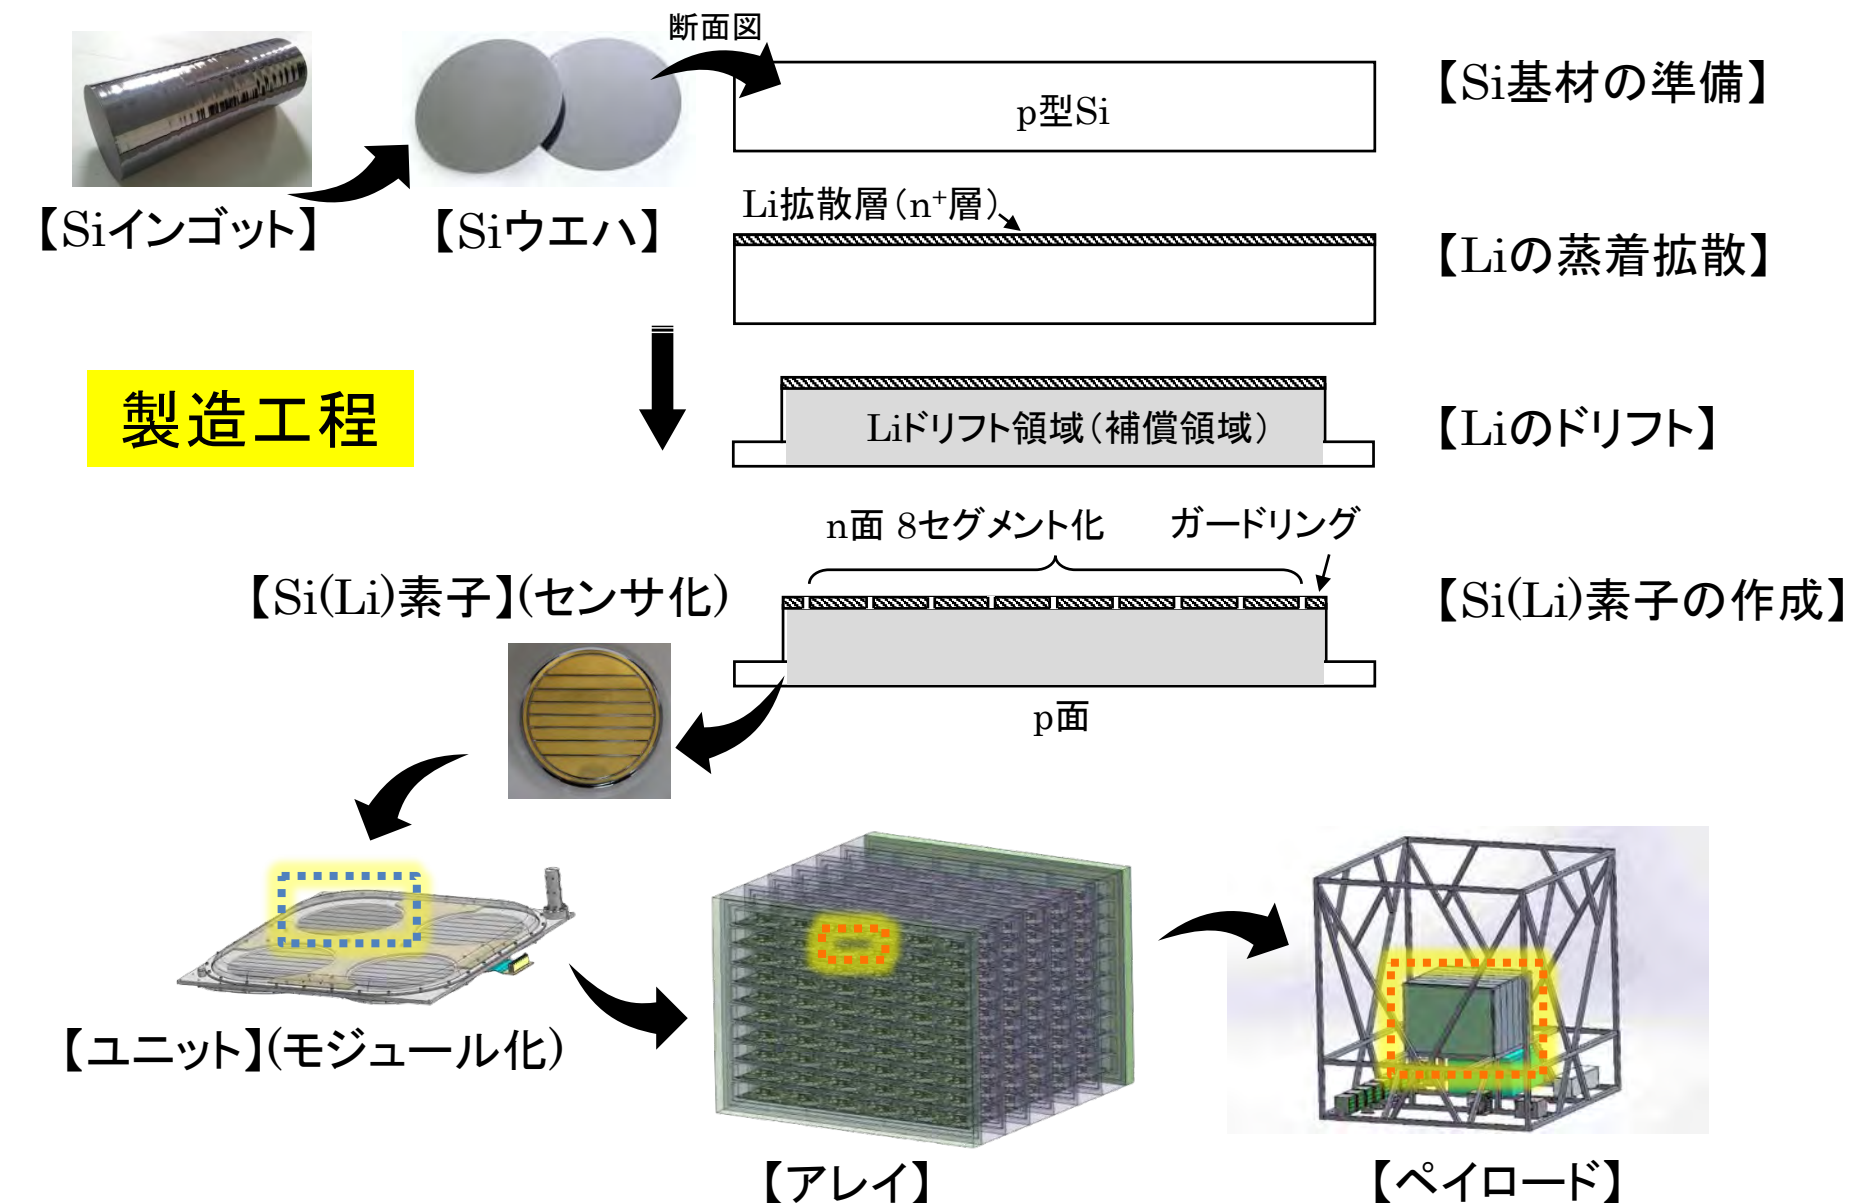 断面図
p型Si
【Si基材の準備】
【Siインゴット】
【Siウエハ】
Li拡散層(n⁺層)
【Liの蒸着拡散】
製造工程
Liドリフト領域(補償領域)
【Liのドリフト】
n面 8セグメント化
ガードリング
【Si(Li)素子】(センサ化)
【Si(Li)素子の作成】
p面
【ユニット】(モジュール化)
【アレイ】
【ペイロード】